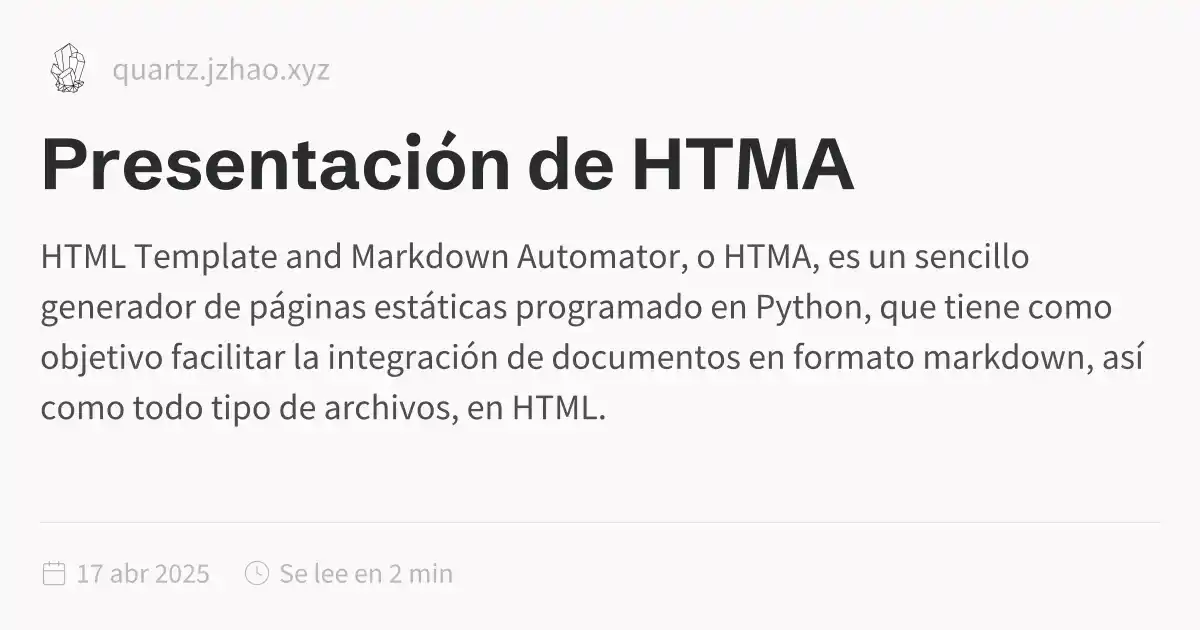 quartz.jzhao.xyz
Presentación de HTMA
HTML Template and Markdown Automator, o HTMA, es un sencillo
generador de páginas estáticas programado en Python, que tiene como
objetivo facilitar la integración de documentos en formato markdown, así
como todo tipo de archivos, en HTML.
17 abr 2025 Se lee en 2 min